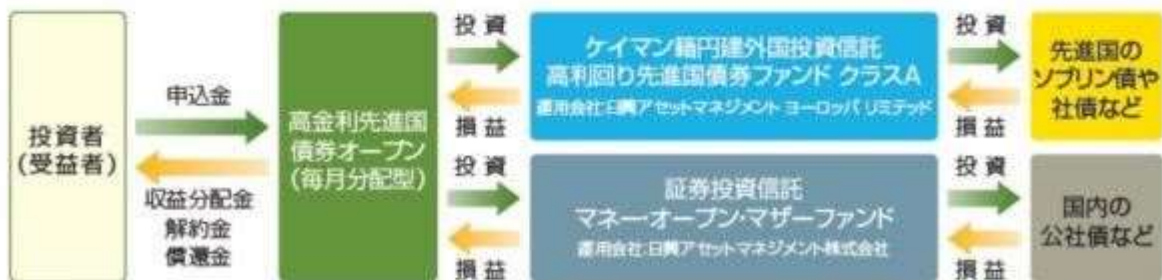 投資者
(受益者)
申込金
収益分配金
解約金
償還金
高金利先進国
債券オープン
(毎月分配型)
投資
損益
ケイマン籍円建外国投資信託
高利回り先進国債券ファンド クラスA
運用会社:日興アセットマネジメント ヨーロッパ リミテッド
投資
損益
先進国の
ソブリン債や
社債など
投資
損益
証券投資信託
マネー・オープン・マザーファンド
運用会社:日興アセットマネジメント株式会社
投資
損益
国内の
公社債など